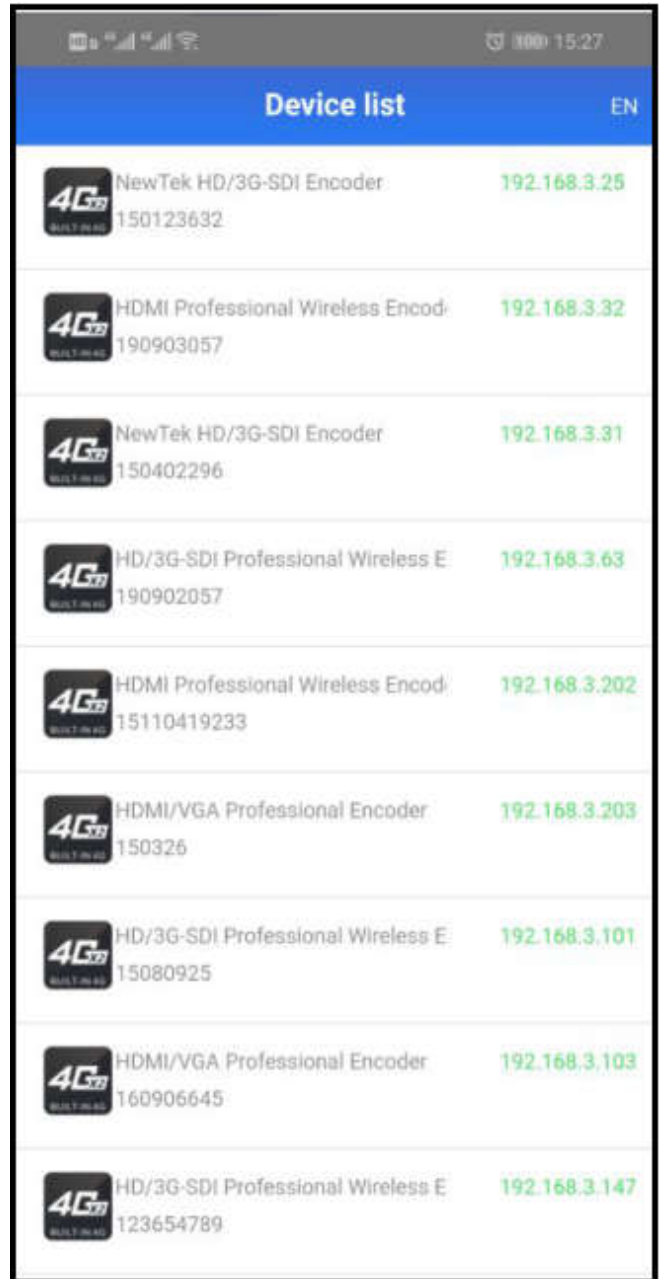 15:27
Device list EN
NewTek HD/3G-SDI Encoder 192.168.3.25
150123632
HDMI Professional Wireless Encod 192.168.3.32
190903057
NewTek HD/3G-SDI Encoder 192.168.3.31
150402296
HD/3G-SDI Professional Wireless E 192.168.3.63
190902057
HDMI Professional Wireless Encod 192.168.3.202
15110419233
HDMI/VGA Professional Encoder 192.168.3.203
150326
HD/3G-SDI Professional Wireless E 192.168.3.101
15080925
HDMI/VGA Professional Encoder 192.168.3.103
160906645
HD/3G-SDI Professional Wireless E 192.168.3.147
123654789